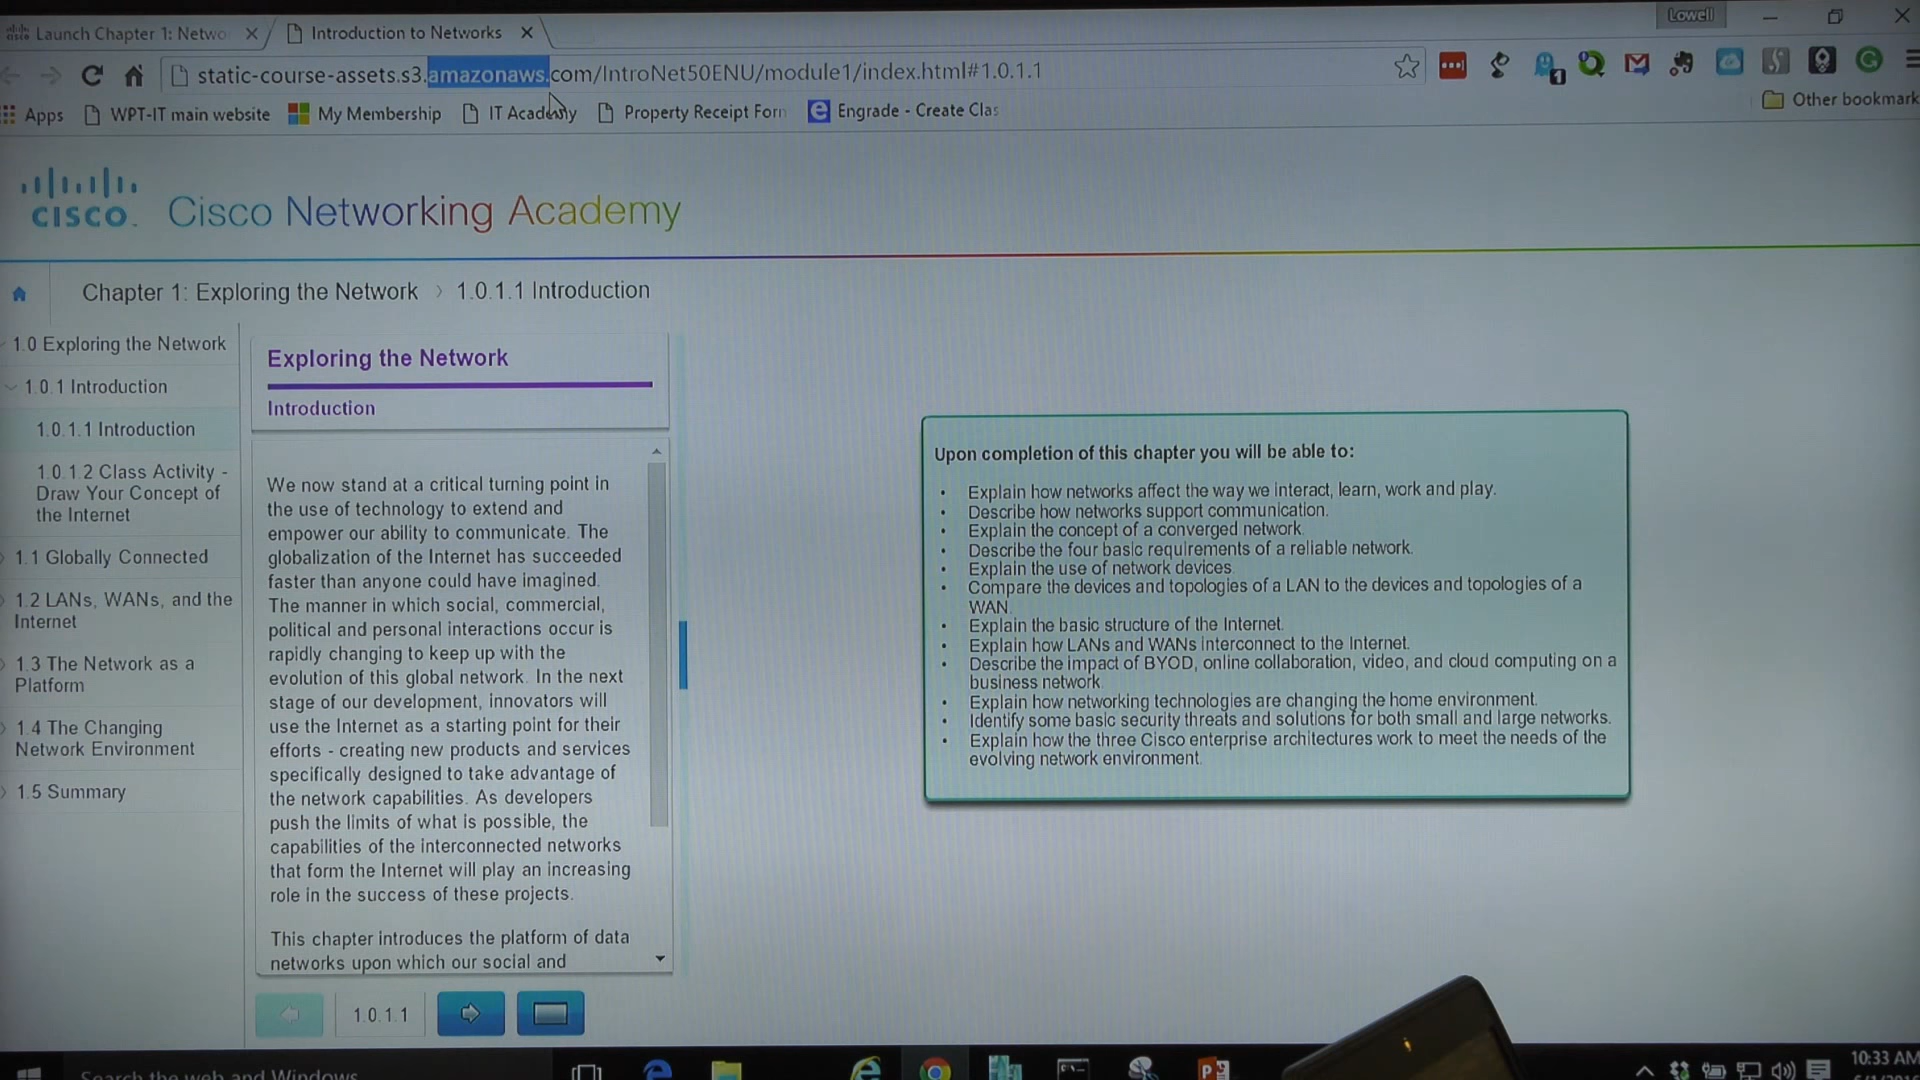 Lowell
Launch Chapter 1: Netwo
Introduction to Networks
static-course-assets.s3.amazonaws.com/IntroNet50ENU/module1/index.html#1.0.1.1
1
Apps
WPT-IT main website
My Membership
IT Academy
Property Receipt Forn
Engrade - Create Clas
Other bookmark
CISCO.
Cisco Networking Academy
Chapter 1: Exploring the Network
1.0.1.1 Introduction
1.0 Exploring the Network
1.0.1 Introduction
1.0.1.1 Introduction
1.0.1.2 Class Activity -
Draw Your Concept of
the Internet
1.1 Globally Connected
1.2 LANs, WANs, and the
Internet
1.3 The Network as a
Platform
1.4 The Changing
Network Environment
1.5 Summary
Exploring the Network
Introduction
We now stand at a critical turning point in
the use of technology to extend and
empower our ability to communicate. The
globalization of the Internet has succeeded
faster than anyone could have imagined.
The manner in which social, commercial,
political and personal interactions occur is
rapidly changing to keep up with the
evolution of this global network. In the next
stage of our development, innovators will
use the Internet as a starting point for their
efforts - creating new products and services
specifically designed to take advantage of
the network capabilities. As developers
push the limits of what is possible, the
capabilities of the interconnected networks
that form the Internet will play an increasing
role in the success of these projects.
This chapter introduces the platform of data
networks upon which our social and
1.0.1.1
Upon completion of this chapter you will be able to:
• Explain how networks affect the way we interact, learn, work and play.
• Describe how networks support communication.
• Explain the concept of a converged network.
• Describe the four basic requirements of a reliable network.
• Explain the use of network devices.
• Compare the devices and topologies of a LAN to the devices and topologies of a
WAN.
• Explain the basic structure of the Internet.
• Explain how LANs and WANs interconnect to the Internet.
• Describe the impact of BYOD, online collaboration, video, and cloud computing on a
business network.
• Explain how networking technologies are changing the home environment.
• Identify some basic security threats and solutions for both small and large networks.
• Explain how the three Cisco enterprise architectures work to meet the needs of the
evolving network environment.
Search the web and Windows
10:33 AM